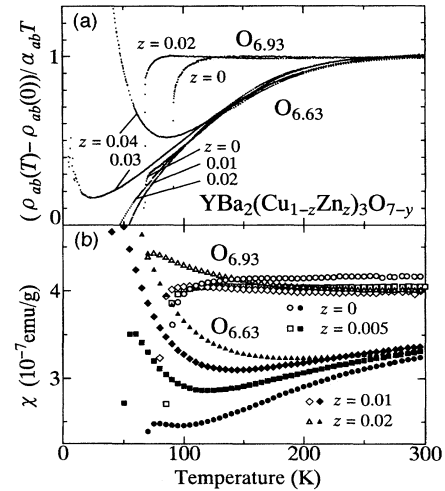 (a)
z = 0.02
O6.93
z = 0
O6.63
z = 0.04
0.03
z = 0
0.01
0.02
YBa2(Cu1-zZnz)3O7-y
1
0
(ρab(T)−ρab(0))/αabT
(b)
O6.93
O6.63
○ ● z = 0
□ ■ z = 0.005
◇ ◆ z = 0.01
△ ▲ z = 0.02
4
3
χ (10-7emu/g)
0 100 200 300
Temperature (K)